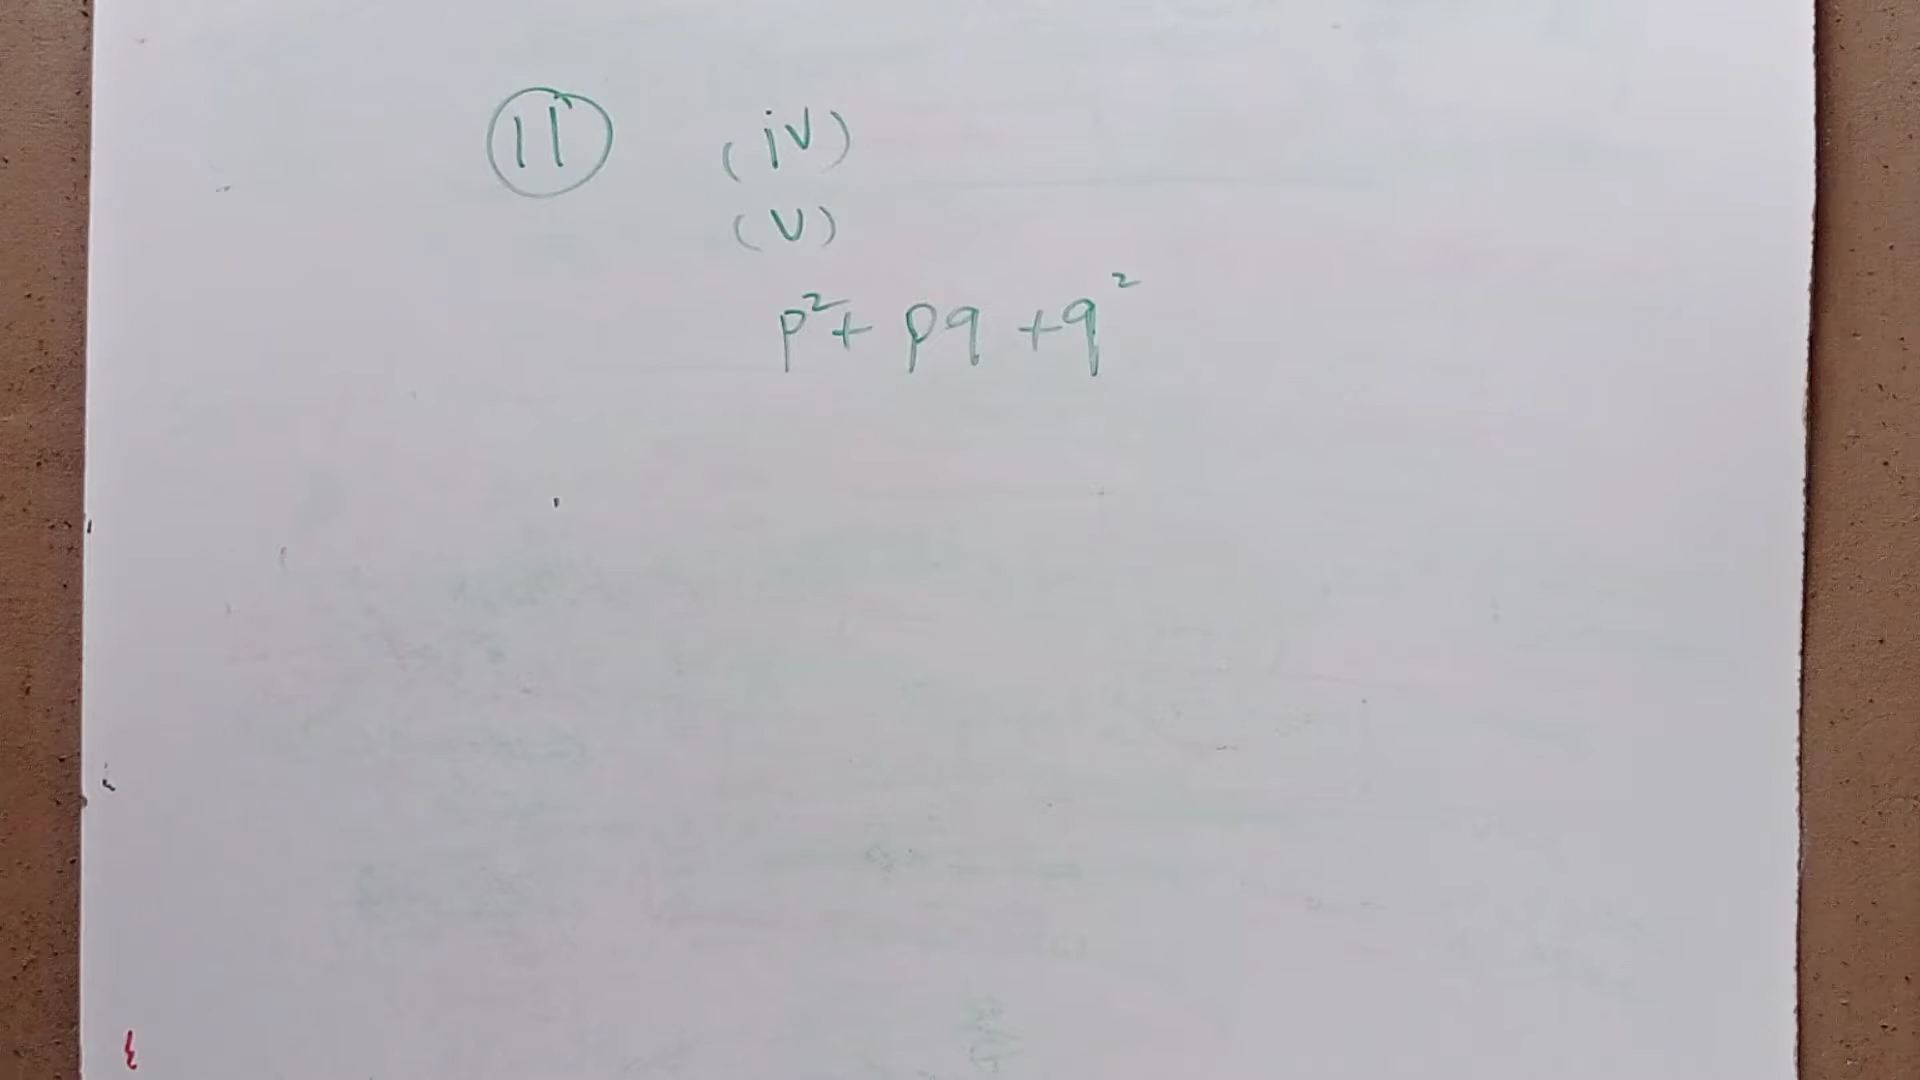 11 (iv)
(v)
p²+ pq +q²